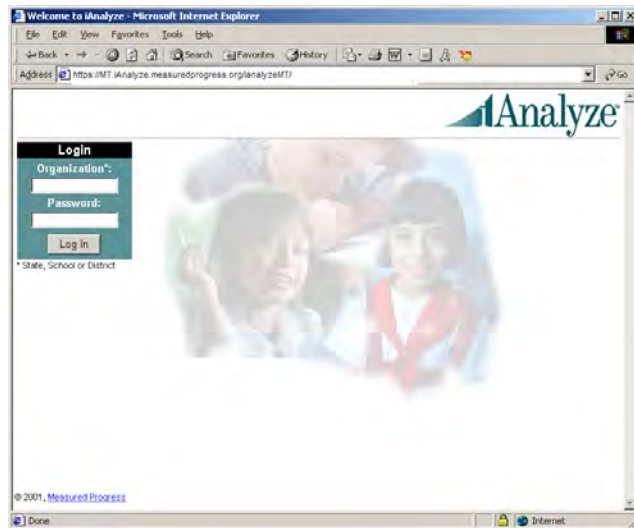 Welcome to iAnalyze - Microsoft Internet Explorer
File Edit View Favorites Tools Help
Back Search Favorites History
Address https://MT.iAnalyze.measuredprogress.org/ianalyzeMT/ Go
iAnalyze
Login
Organization*:
Password:
Log In
* State, School or District
© 2001, Measured Progress
Done Internet